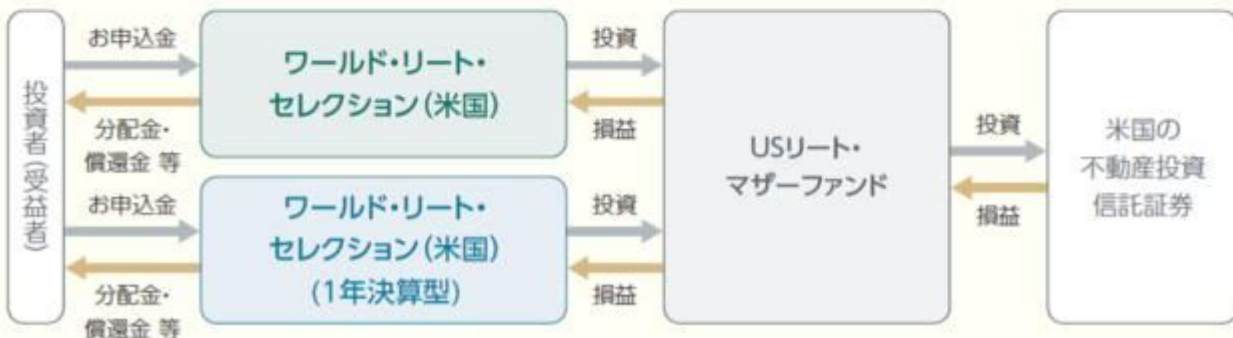 投資者(受益者)
お申込金
分配金・
償還金 等
ワールド・リート・
セレクション(米国)
投資
損益
お申込金
分配金・
償還金 等
ワールド・リート・
セレクション(米国)
(1年決算型)
投資
損益
USリート・
マザーファンド
投資
損益
米国の
不動産投資
信託証券